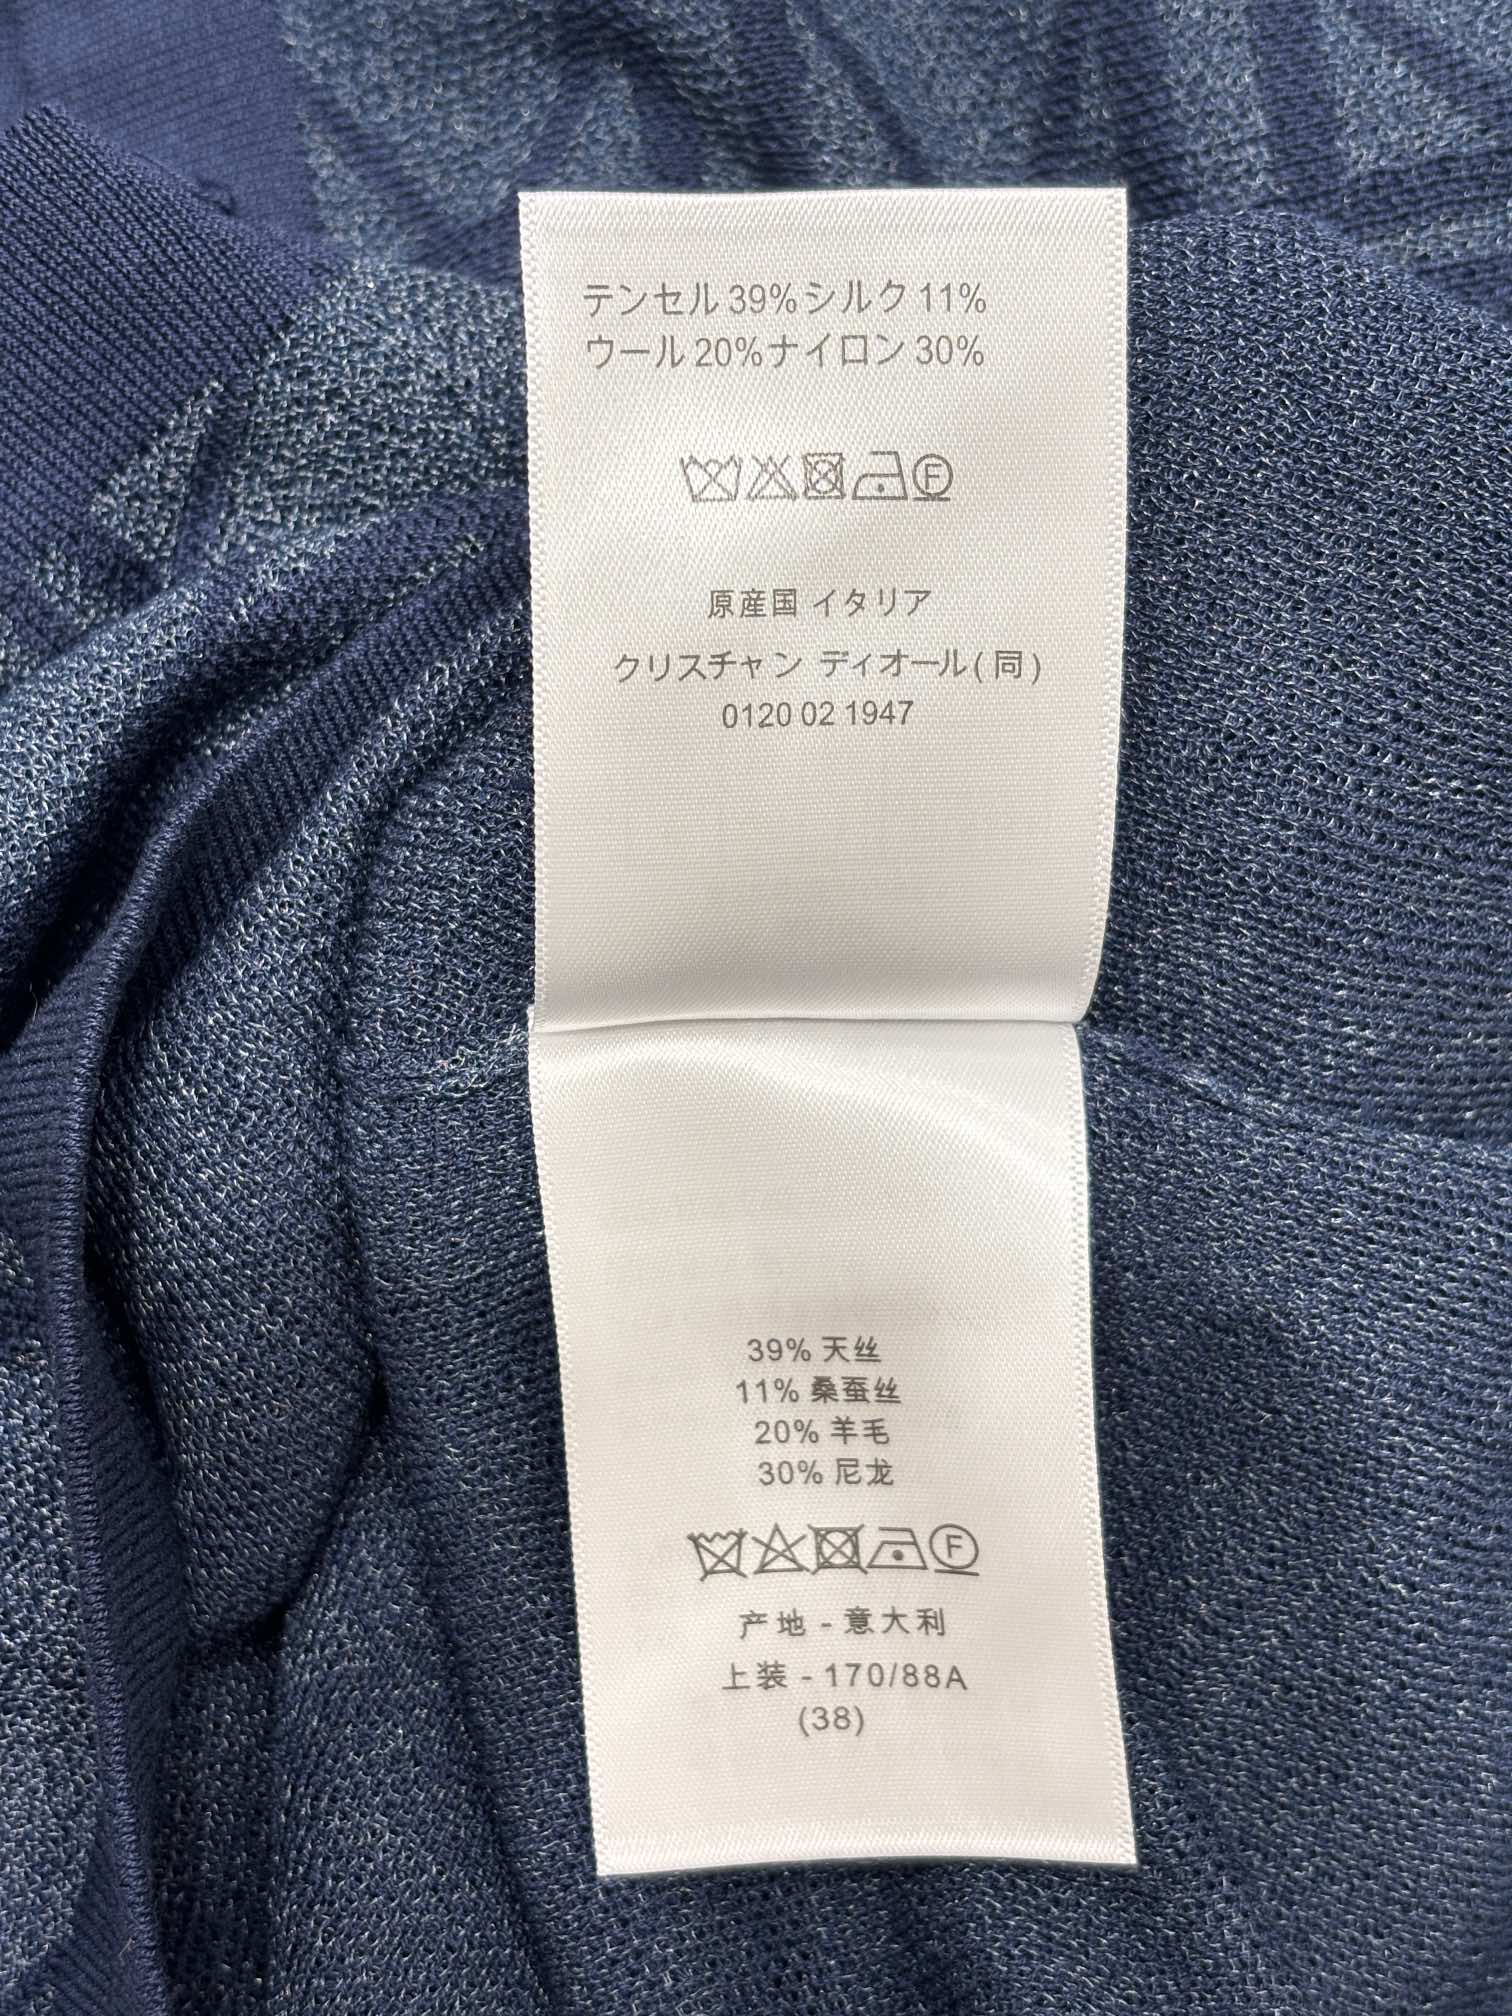 テンセル 39% シルク 11%
ウール 20% ナイロン 30%
F
原産国 イタリア
クリスチャン ディオール ( 同 )
0120 02 1947
39% 天丝
11% 桑蚕丝
20% 羊毛
30% 尼龙
F
产地 - 意大利
上装 - 170/88A
(38)